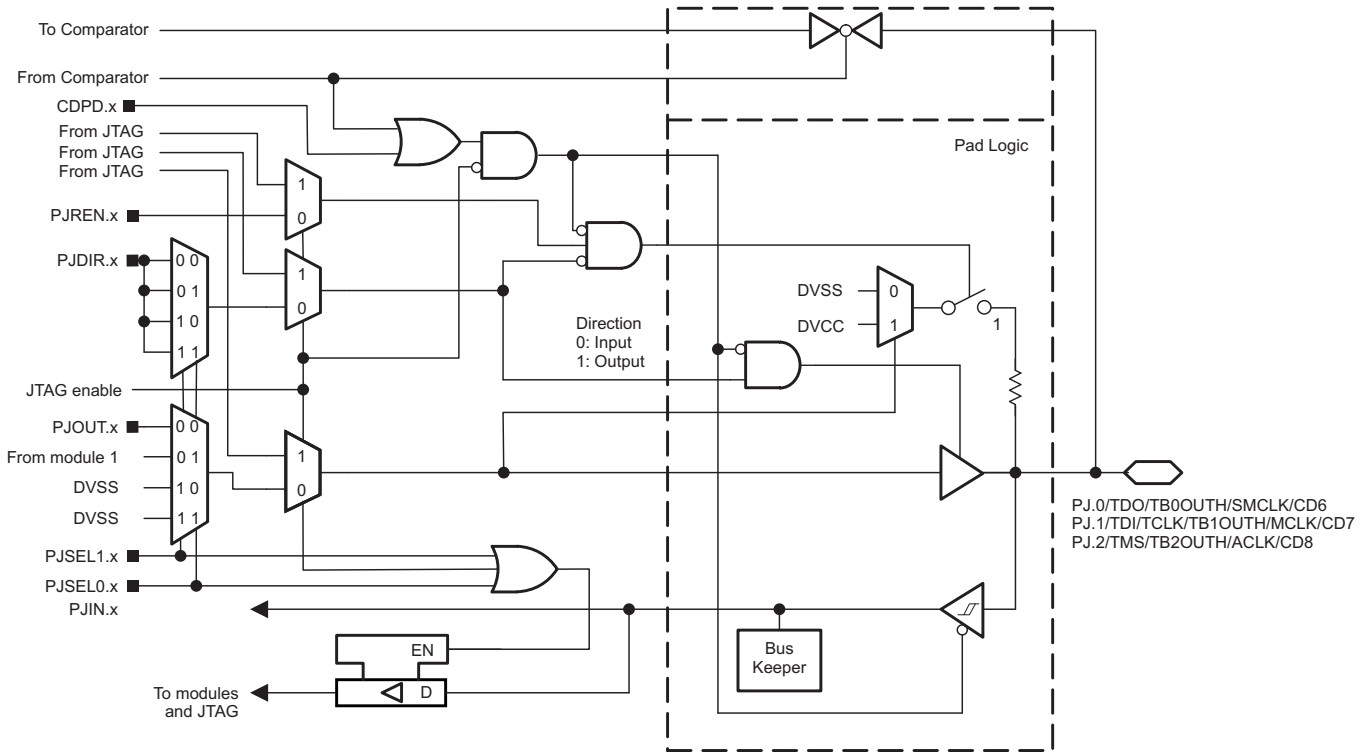 To Comparator
From Comparator
CDPD.x
From JTAG
From JTAG
From JTAG
Pad Logic
1
0
PJREN.x
PJDIR.x
0 0
0 1
1 0
1 1
1
0
DVSS
0
DVCC
1
1
Direction
0: Input
1: Output
JTAG enable
PJOUT.x
0 0
From module 1
0 1
DVSS
1 0
DVSS
1 1
1
0
PJ.0/TDO/TB0OUTH/SMCLK/CD6
PJ.1/TDI/TCLK/TB1OUTH/MCLK/CD7
PJ.2/TMS/TB2OUTH/ACLK/CD8
PJSEL1.x
PJSEL0.x
PJIN.x
EN
D
Bus
Keeper
To modules
and JTAG